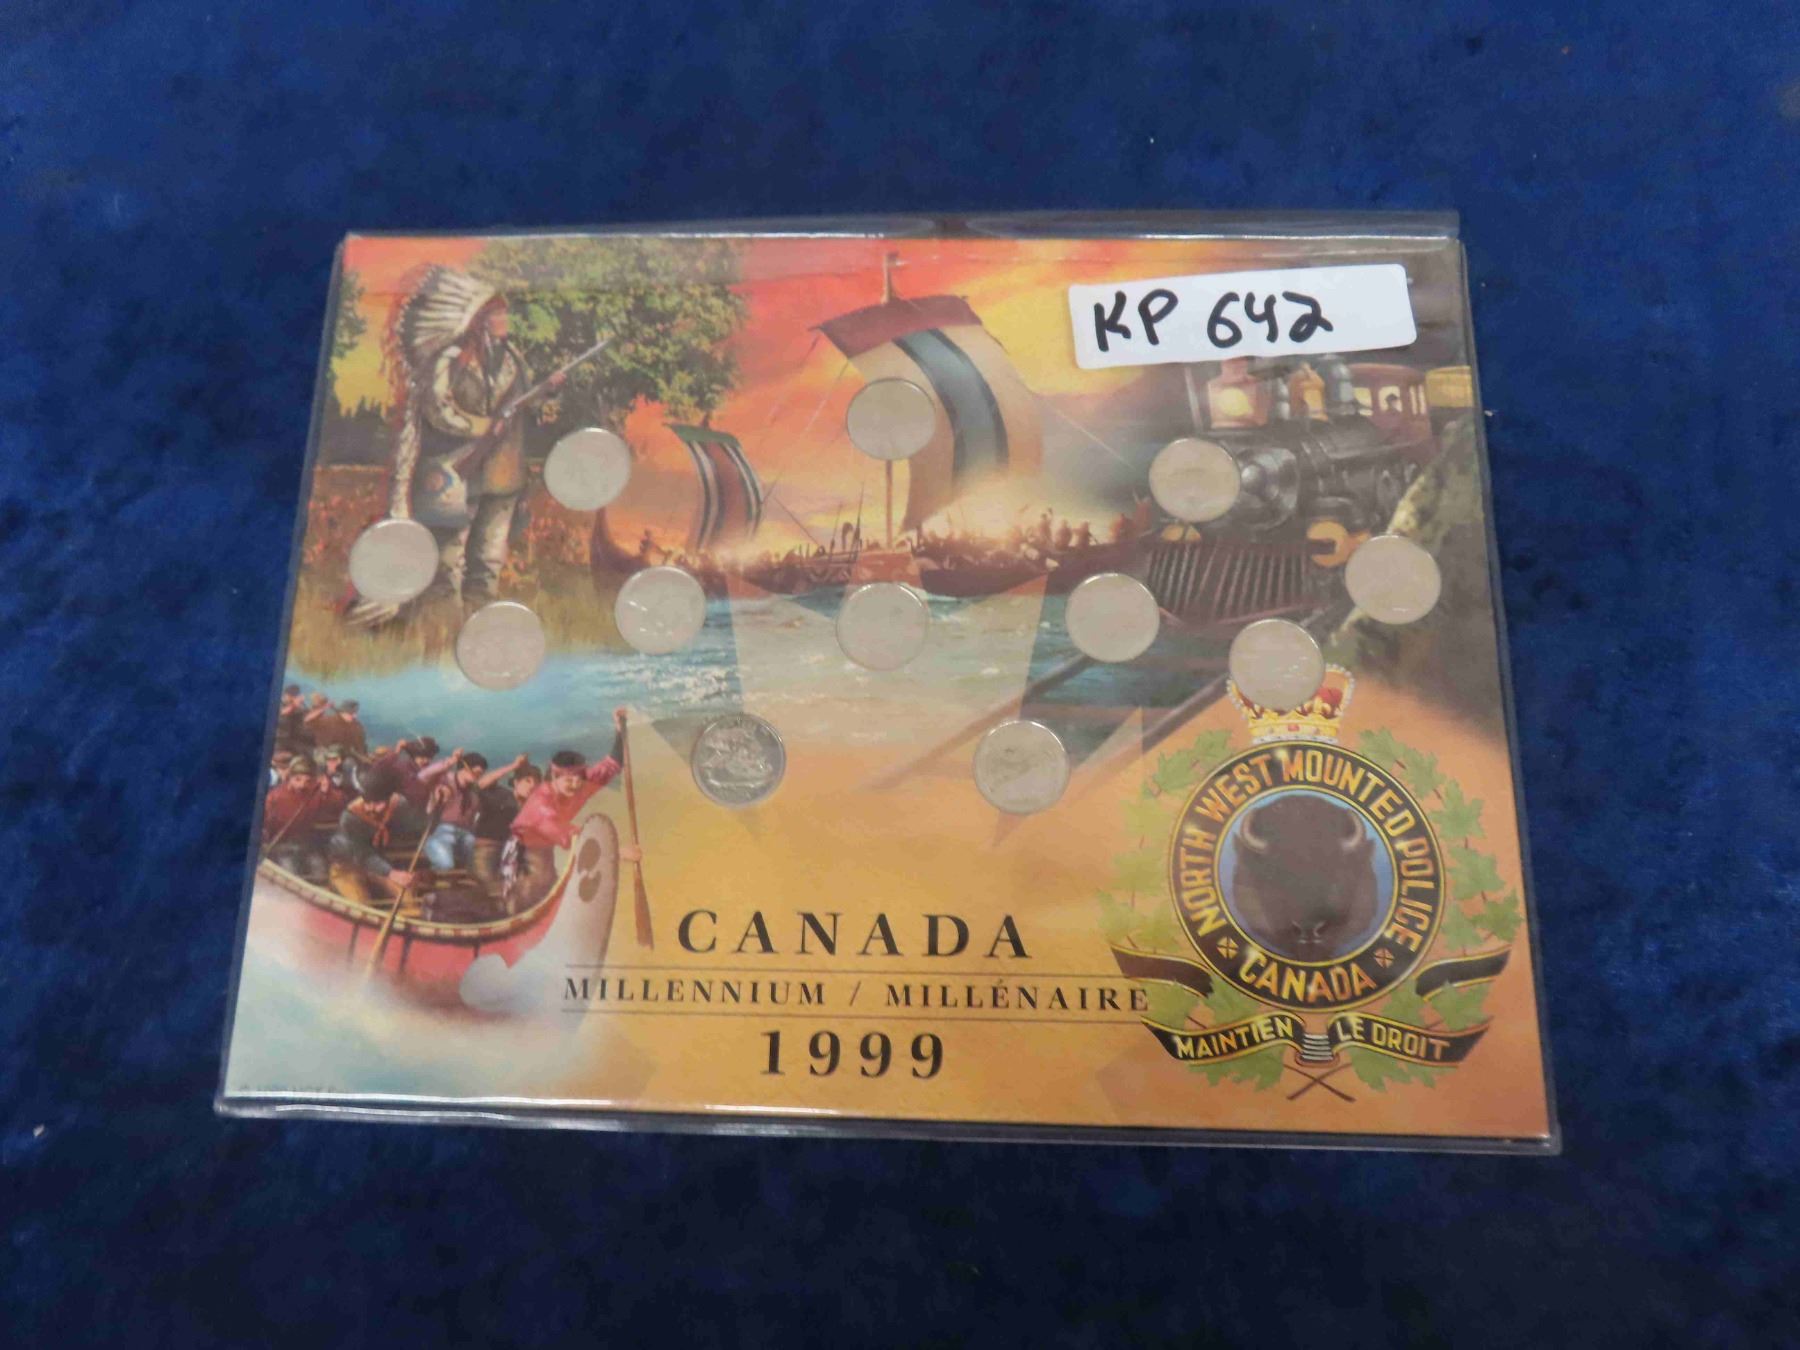 KP 642
NORTH WEST MOUNTED POLICE
CANADA
MAINTIEN LE DROIT
CANADA
MILLENNIUM / MILLÉNAIRE
1999